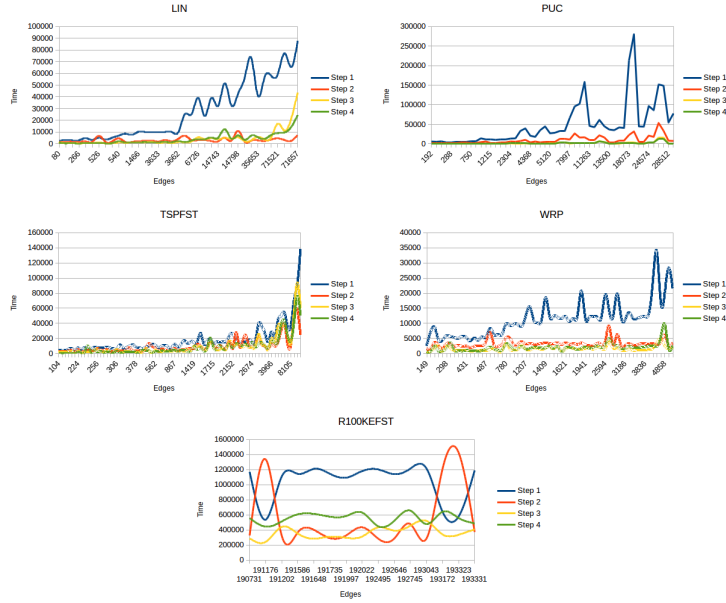 LIN
100000
90000
80000
70000
60000
50000
40000
30000
20000
10000
0
Time
80 266 526 540 1466 3633 3662 6726 14743 14798 35653 71521 71657
Edges
Step 1
Step 2
Step 3
Step 4
PUC
300000
250000
200000
150000
100000
50000
0
Time
192 288 750 1215 2304 4368 5120 7997 11263 13500 18073 24574 28512
Edges
Step 1
Step 2
Step 3
Step 4
TSPFST
160000
140000
120000
100000
80000
60000
40000
20000
0
Time
104 224 256 306 378 562 867 1419 1715 2152 2674 3966 8105
Edges
Step 1
Step 2
Step 3
Step 4
WRP
40000
35000
30000
25000
20000
15000
10000
5000
0
Time
149 298 431 487 780 1207 1409 1621 1941 2594 3186 3836 4858
Edges
Step 1
Step 2
Step 3
Step 4
R100KEFST
1600000
1400000
1200000
1000000
800000
600000
400000
200000
0
Time
191176 191586 191735 192022 192646 193043 193323
190731 191202 191648 191997 192495 192745 193172 193331
Edges
Step 1
Step 2
Step 3
Step 4